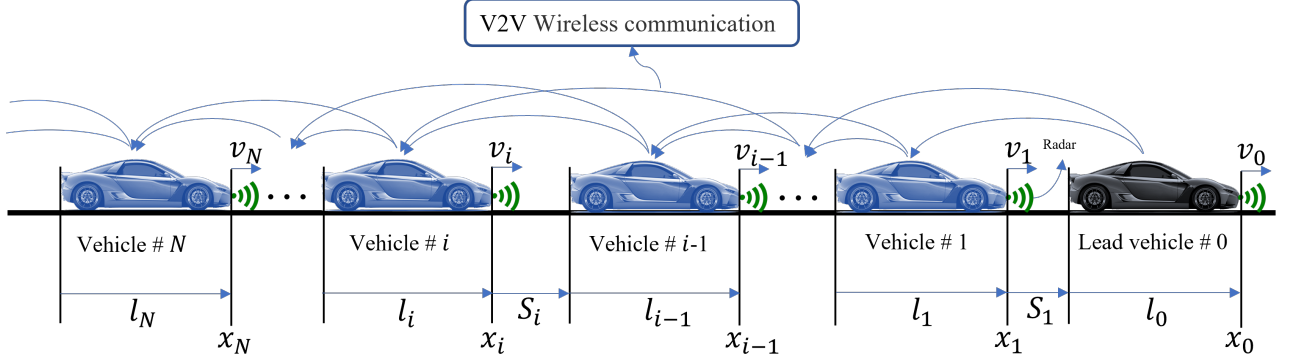 V2V Wireless communication
v_N
v_i
v_{i-1}
v_1
Radar
v_0
...
...
Vehicle # N
Vehicle # i
Vehicle # i-1
Vehicle # 1
Lead vehicle # 0
l_N
l_i
S_i
l_{i-1}
l_1
S_1
l_0
x_N
x_i
x_{i-1}
x_1
x_0